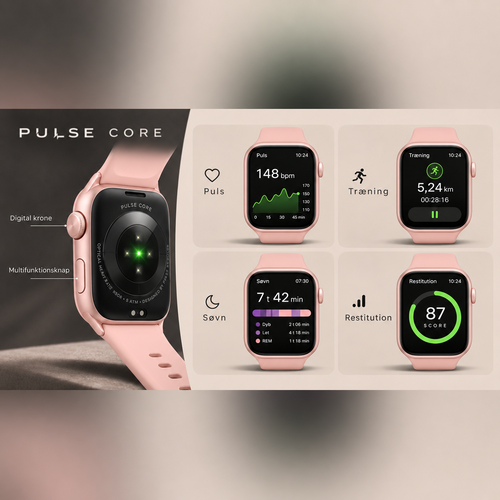 PULSE CORE
Digital krone
Multifunktionsknap
PULSE CORE
Puls
Puls 10:24
148 bpm
170
160
150
110
0 15 30 45 min
Træning
Træning 10:24
5,24 km
00:28:16
Søvn
Søvn 07:30
7 t 42 min
Dyb 2 t 06 min
Let 4 t 18 min
REM 1 t 18 min
Restitution
Restitution 10:24
87
SCORE